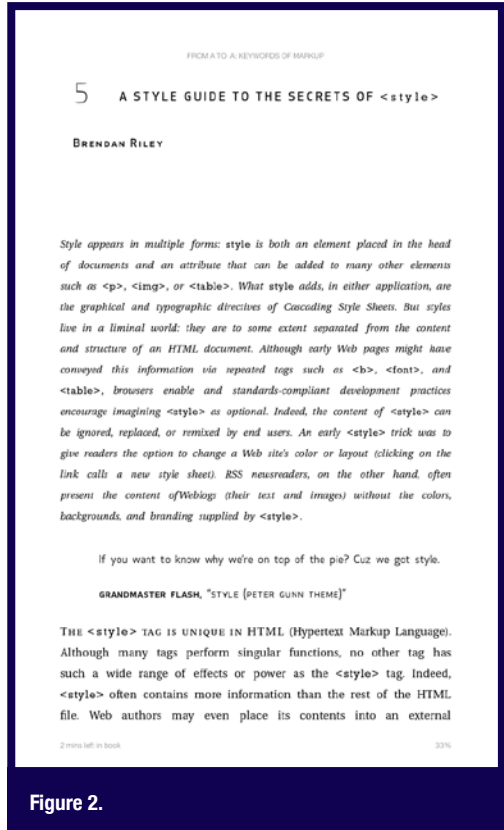 FROM A TO A: KEYWORDS OF MARKUP
5 A STYLE GUIDE TO THE SECRETS OF <style>
BRENDAN RILEY
Style appears in multiple forms: style is both an element placed in the head
of documents and an attribute that can be added to many other elements
such as <p>, <img>, or <table>. What style adds, in either application, are
the graphical and typographic directives of Cascading Style Sheets. But styles
live in a liminal world: they are to some extent separated from the content
and structure of an HTML document. Although early Web pages might have
conveyed this information via repeated tags such as <b>, <font>, and
<table>, browsers enable and standards-compliant development practices
encourage imagining <style> as optional. Indeed, the content of <style> can
be ignored, replaced, or remixed by end users. An early <style> trick was to
give readers the option to change a Web site's color or layout (clicking on the
link calls a new style sheet). RSS newsreaders, on the other hand, often
present the content ofWeblogs (their text and images) without the colors,
backgrounds, and branding supplied by <style>.
If you want to know why we're on top of the pie? Cuz we got style.
GRANDMASTER FLASH, "STYLE (PETER GUNN THEME)"
THE <style> TAG IS UNIQUE IN HTML (Hypertext Markup Language).
Although many tags perform singular functions, no other tag has
such a wide range of effects or power as the <style> tag. Indeed,
<style> often contains more information than the rest of the HTML
file. Web authors may even place its contents into an external
2 mins left in book 33%
Figure 2.